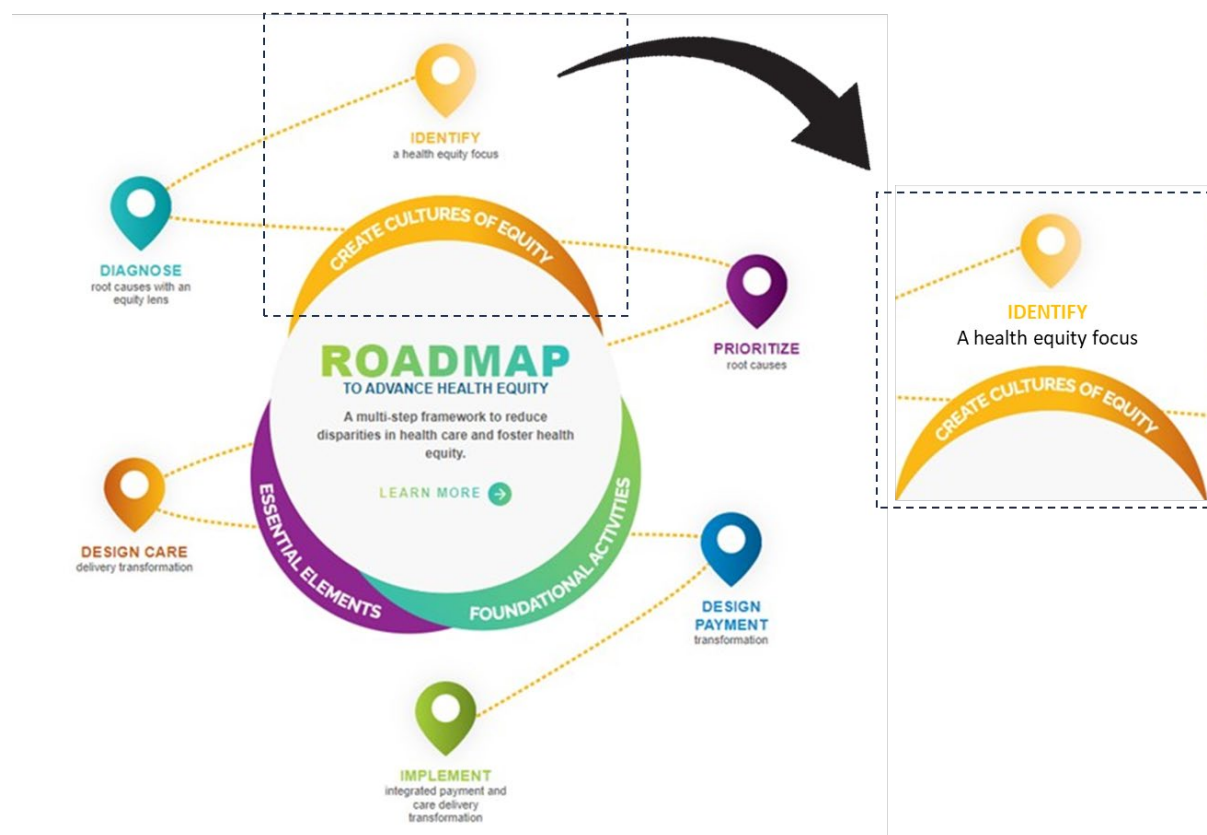 IDENTIFY
a health equity focus
DIAGNOSE
root causes with an
equity lens
CREATE CULTURES OF EQUITY
PRIORITIZE
root causes
ROADMAP
TO ADVANCE HEALTH EQUITY
A multi-step framework to reduce
disparities in health care and foster health
equity.
LEARN MORE
ESSENTIAL ELEMENTS
FOUNDATIONAL ACTIVITIES
DESIGN CARE
delivery transformation
DESIGN
PAYMENT
transformation
IMPLEMENT
integrated payment and
care delivery
transformation
IDENTIFY
A health equity focus
CREATE CULTURES OF EQUITY